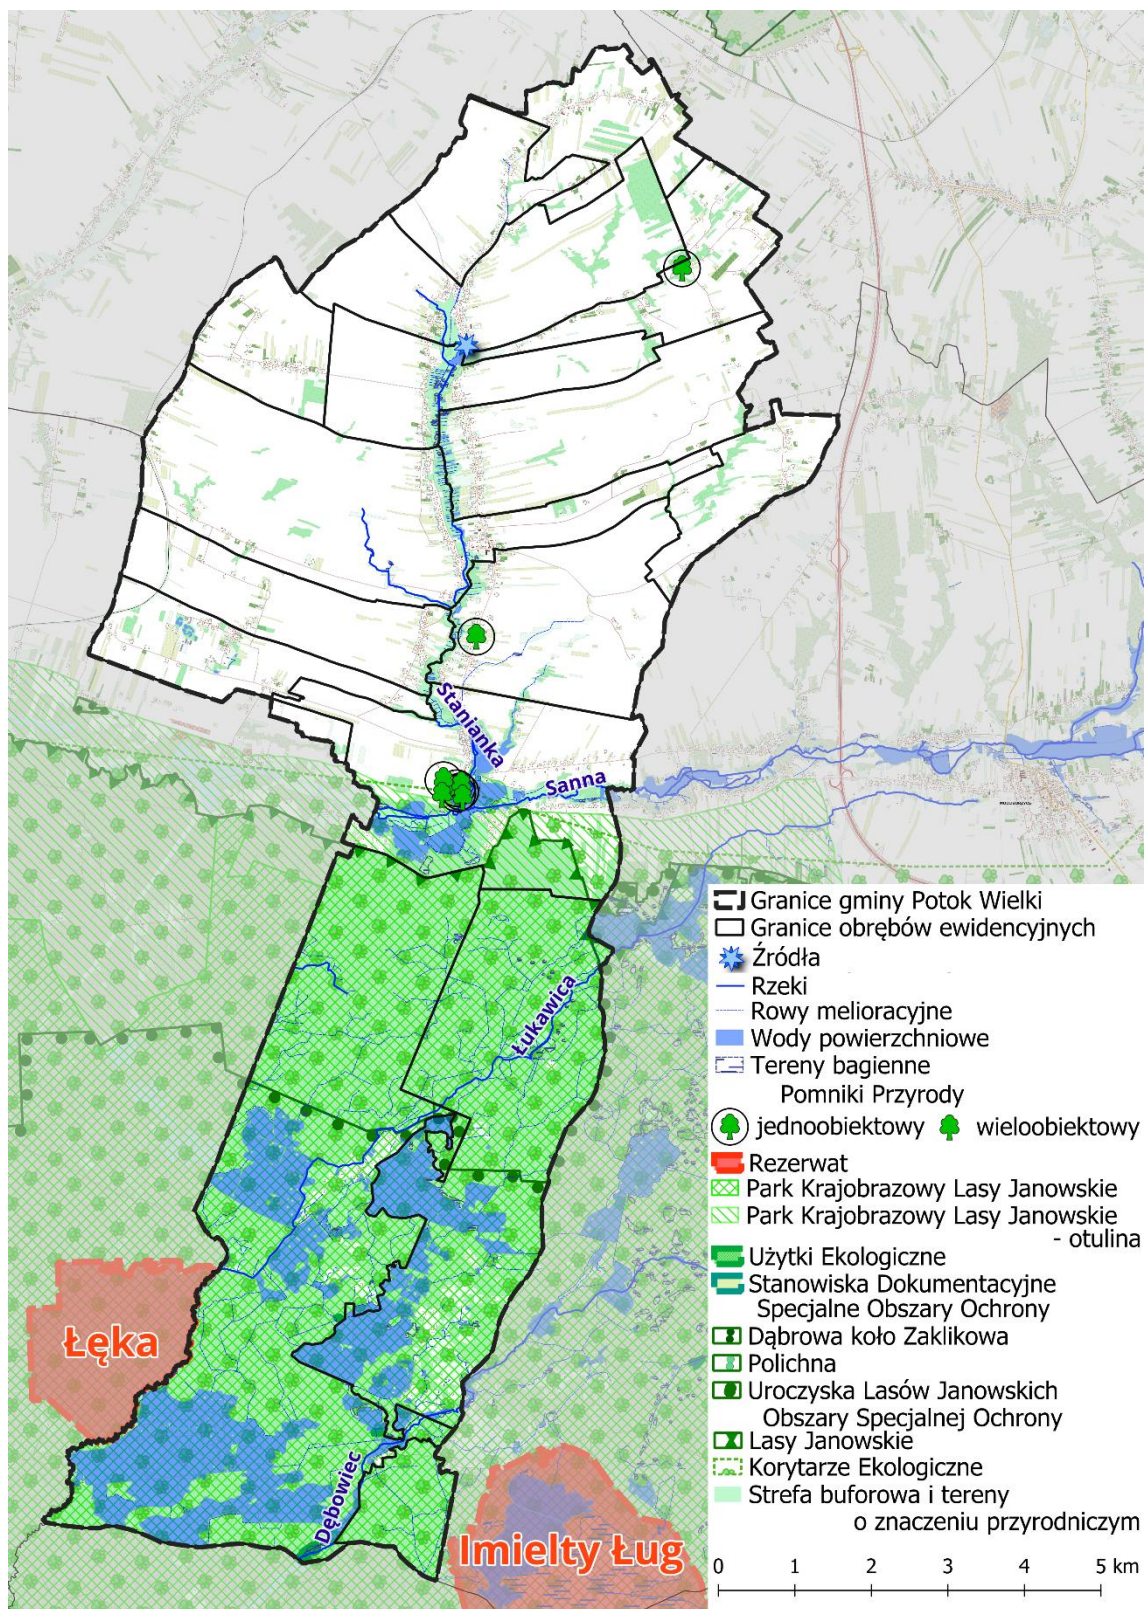 Stanianka
Sanna
Łukawica
Łęka
Dębowiec
Imielty Ług
Granice gminy Potok Wielki
Granice obrębów ewidencyjnych
Źródła
Rzeki
Rowy melioracyjne
Wody powierzchniowe
Tereny bagienne
Pomniki Przyrody
jednoobiektowy wieloobiektowy
Rezerwat
Park Krajobrazowy Lasy Janowskie
Park Krajobrazowy Lasy Janowskie
- otulina
Użytki Ekologiczne
Stanowiska Dokumentacyjne
Specjalne Obszary Ochrony
Dąbrowa koło Zaklikowa
Polichna
Uroczyska Lasów Janowskich
Obszary Specjalnej Ochrony
Lasy Janowskie
Korytarze Ekologiczne
Strefa buforowa i tereny
o znaczeniu przyrodniczym
0 1 2 3 4 5 km